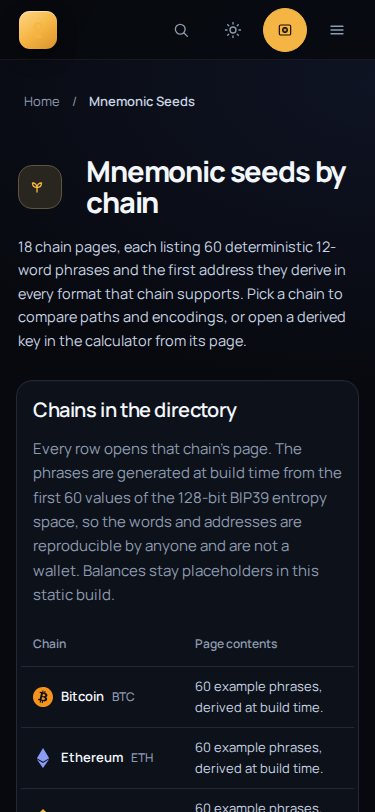 Home / Mnemonic Seeds
Mnemonic seeds by
chain
18 chain pages, each listing 60 deterministic 12-
word phrases and the first address they derive in
every format that chain supports. Pick a chain to
compare paths and encodings, or open a derived
key in the calculator from its page.
Chains in the directory
Every row opens that chain's page. The
phrases are generated at build time from the
first 60 values of the 128-bit BIP39 entropy
space, so the words and addresses are
reproducible by anyone and are not a
wallet. Balances stay placeholders in this
static build.
Chain Page contents
Bitcoin BTC 60 example phrases,
derived at build time.
Ethereum ETH 60 example phrases,
derived at build time.
60 example phrases,